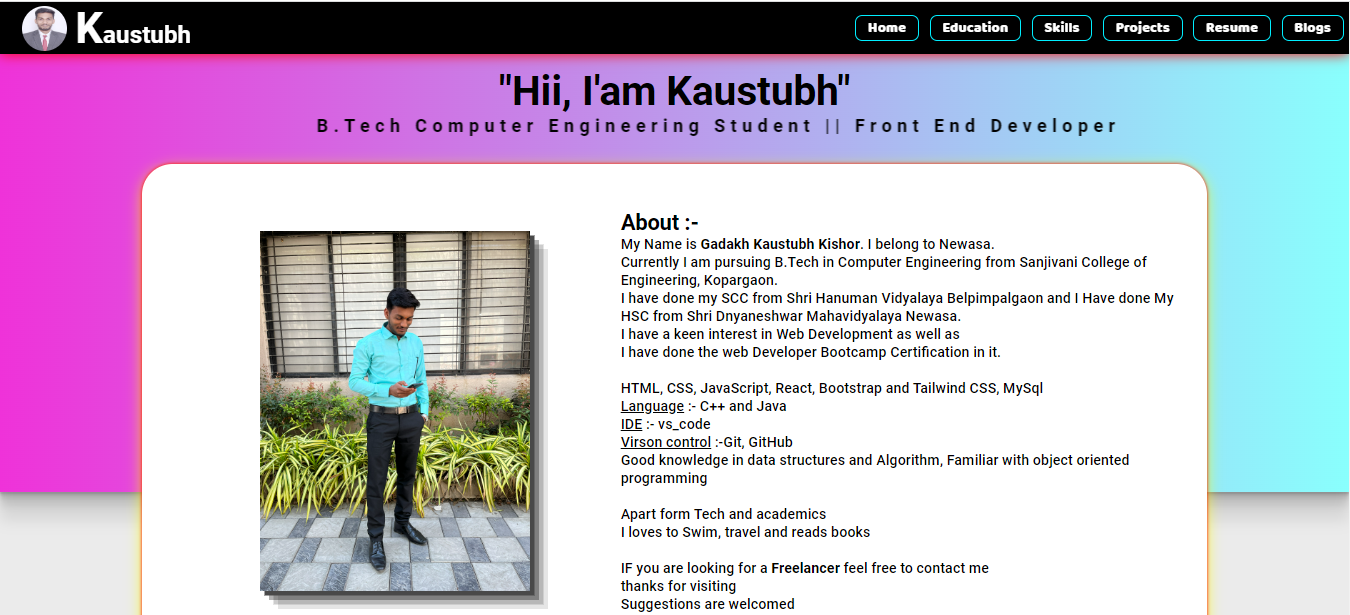 Kaustubh
Home Education Skills Projects Resume Blogs
"Hii, I'am Kaustubh"
B.Tech Computer Engineering Student || Front End Developer
About :-
My Name is Gadakh Kaustubh Kishor. I belong to Newasa.
Currently I am pursuing B.Tech in Computer Engineering from Sanjivani College of
Engineering, Kopargaon.
I have done my SCC from Shri Hanuman Vidyalaya Belpimpalgaon and I Have done My
HSC from Shri Dnyaneshwar Mahavidyalaya Newasa.
I have a keen interest in Web Development as well as
I have done the web Developer Bootcamp Certification in it.
HTML, CSS, JavaScript, React, Bootstrap and Tailwind CSS, MySql
Language :- C++ and Java
IDE :- vs_code
Virson control :-Git, GitHub
Good knowledge in data structures and Algorithm, Familiar with object oriented
programming
Apart form Tech and academics
I loves to Swim, travel and reads books
IF you are looking for a Freelancer feel free to contact me
thanks for visiting
Suggestions are welcomed